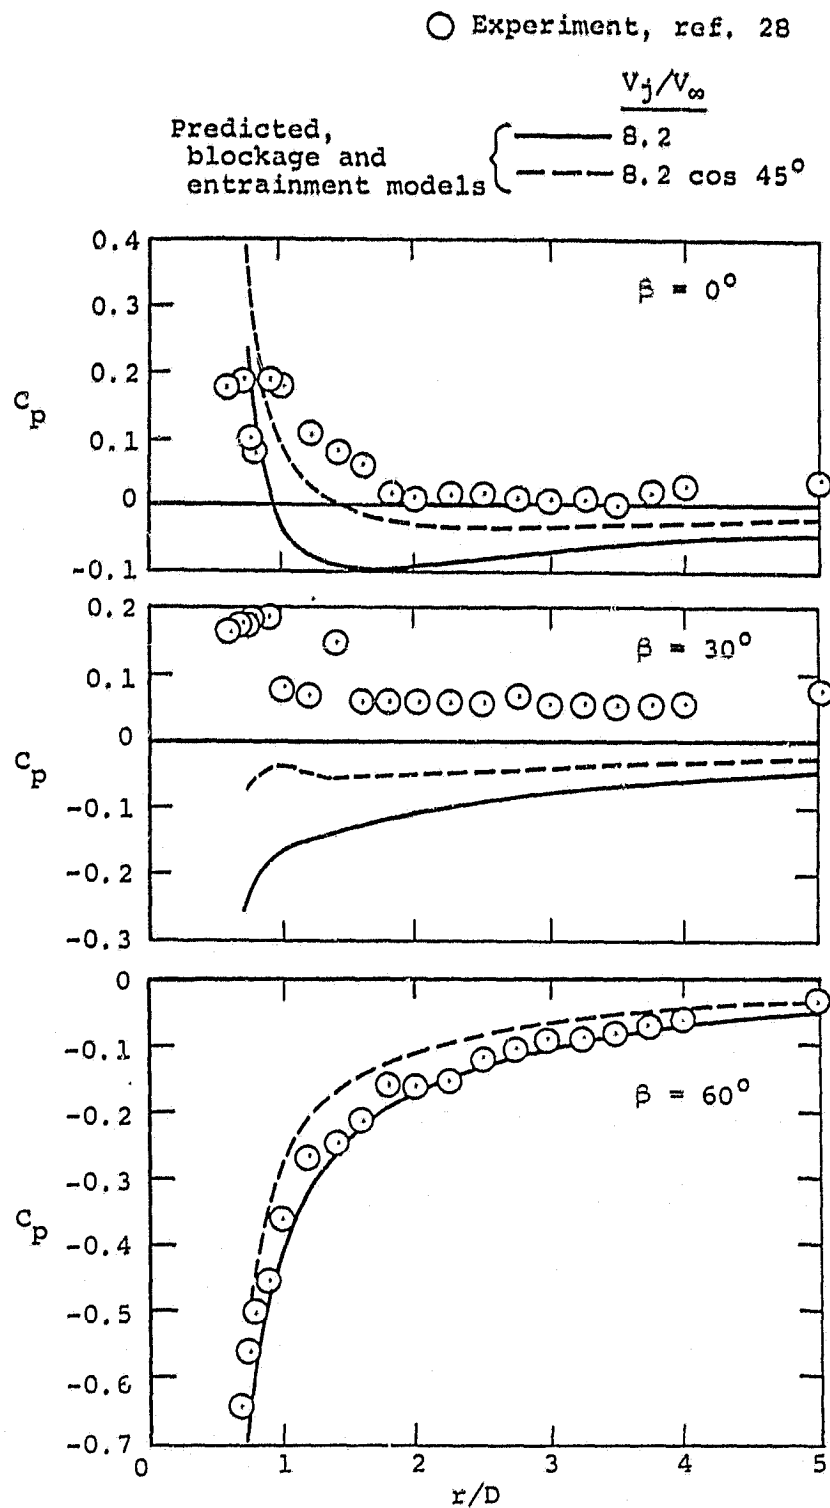 ○ Experiment, ref. 28
Vj/V∞
Predicted,
blockage and
entrainment models
8.2
8.2 cos 45°
0.4
0.3
0.2
0.1
0
-0.1
Cp
β = 0°
0.2
0.1
0
-0.1
-0.2
-0.3
Cp
β = 30°
0
-0.1
-0.2
-0.3
-0.4
-0.5
-0.6
-0.7
Cp
β = 60°
0 1 2 3 4 5
r/D